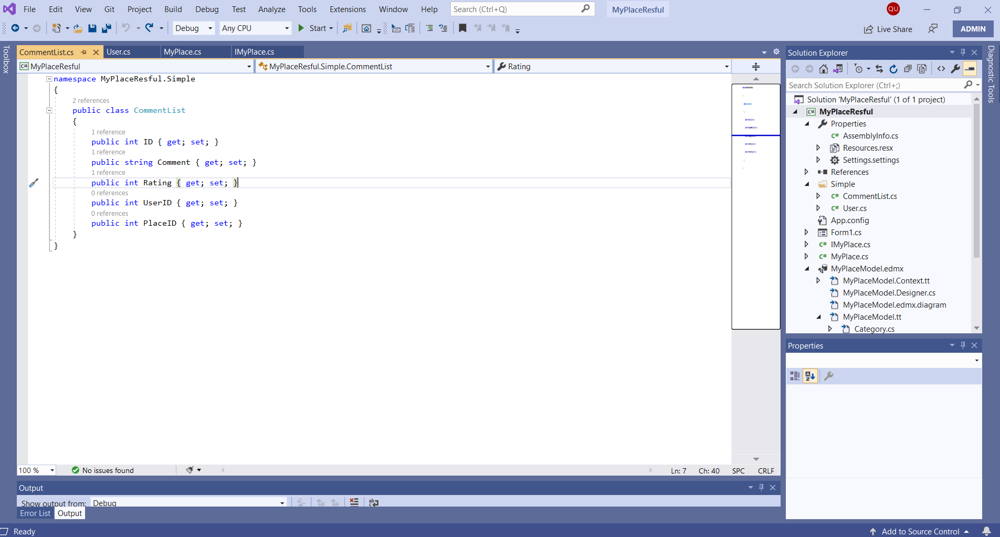 File Edit View Git Project Build Debug Test Analyze Tools Extensions Window Help Search (Ctrl+Q) MyPlaceResful QU
Debug Any CPU Start Live Share ADMIN
Toolbox
CommentList.cs User.cs MyPlace.cs IMyPlace.cs
C# MyPlaceResful MyPlaceResful.Simple.CommentList Rating
namespace MyPlaceResful.Simple
{
2 references
public class CommentList
{
1 reference
public int ID { get; set; }
1 reference
public string Comment { get; set; }
1 reference
public int Rating { get; set; }
0 references
public int UserID { get; set; }
0 references
public int PlaceID { get; set; }
}
}
100 % No issues found Ln: 7 Ch: 40 SPC CRLF
Output
Show output from: Debug
Error List Output
Ready Add to Source Control
Solution Explorer
Search Solution Explorer (Ctrl+;)
Solution 'MyPlaceResful' (1 of 1 project)
C# MyPlaceResful
Properties
C# AssemblyInfo.cs
Resources.resx
Settings.settings
References
Simple
C# CommentList.cs
C# User.cs
App.config
Form1.cs
C# IMyPlace.cs
C# MyPlace.cs
MyPlaceModel.edmx
MyPlaceModel.Context.tt
MyPlaceModel.Designer.cs
MyPlaceModel.edmx.diagram
MyPlaceModel.tt
Category.cs
Properties
Diagnostic Tools